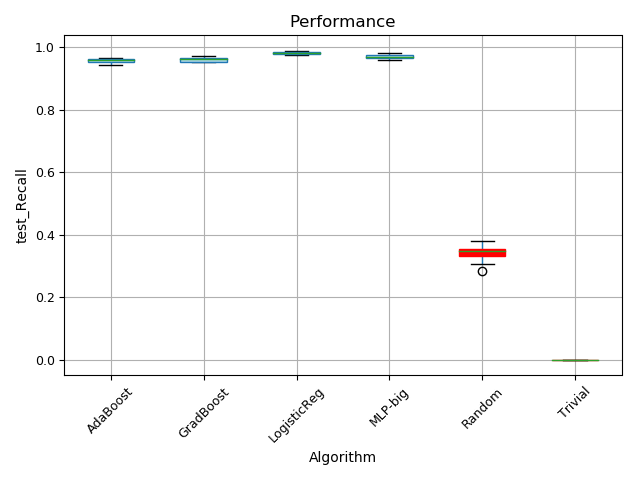 Performance
1.0
0.8
0.6
0.4
0.2
0.0
test_Recall
AdaBoost
GradBoost
LogisticReg
MLP-big
Random
Trivial
Algorithm